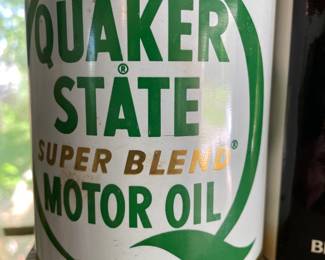 QUAKER
STATE®
SUPER BLEND®
MOTOR OIL
B